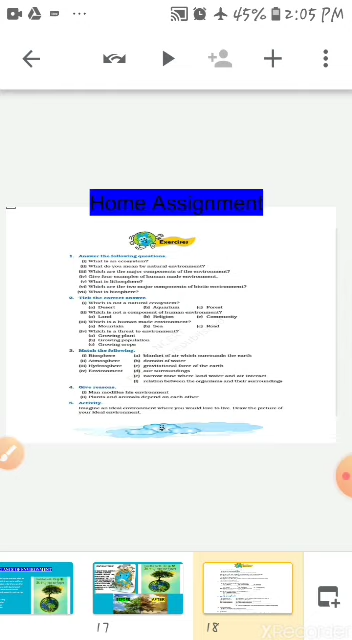 45% 2:05 PM
Home Assignment
Exercises
1. Answer the following questions.
(i) What is an ecosystem?
(ii) What do you mean by natural environment?
(iii) Which are the major components of the environment?
(iv) Give four examples of human made environment.
(v) What is lithosphere?
(vi) Which are the two major components of biotic environment?
(vii) What is biosphere?
2. Tick the correct answer.
(i) Which is not a natural ecosystem?
(a) Desert (b) Aquarium (c) Forest
(ii) Which is not a component of human environment?
(a) Land (b) Religion (c) Community
(iii) Which is a human made environment?
(a) Mountain (b) Sea (c) Road
(iv) Which is a threat to environment?
(a) Growing plant
(b) Growing population
(c) Growing crops
3. Match the following.
(i) Biosphere (a) blanket of air which surrounds the earth
(ii) Atmosphere (b) domain of water
(iii) Hydrosphere (c) gravitational force of the earth
(iv) Environment (d) our surroundings
(e) narrow zone where land water and air interact
(f) relation between the organisms and their surroundings
4. Give reasons.
(i) Man modifies his environment
(ii) Plants and animals depend on each other
5. Activity.
Imagine an ideal environment where you would love to live. Draw the picture of
your ideal environment.
17 18